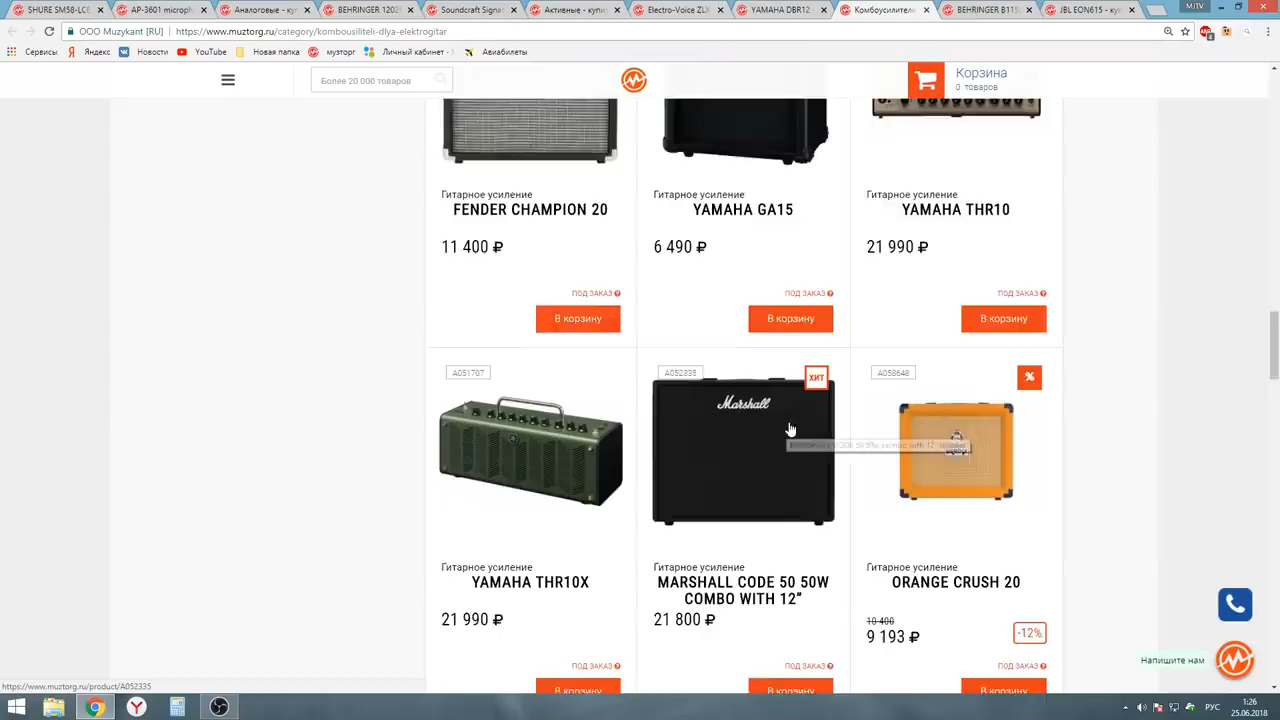 SHURE SM58-LCE
AP-3601 microph
Аналоговые - куп
BEHRINGER 1202
Soundcraft Signat
Активные - купи
Electro-Voice ZLX
YAMAHA DBR12
Комбоусилители
BEHRINGER B115
JBL EON615 - куп
MJTV
ООО Muzykant [RU] | https://www.muztorg.ru/category/kombousiliteli-dlya-elektrogitar
Сервисы Яндекс Новости YouTube Новая папка музторг Личный кабинет - Авиабилеты
Более 20 000 товаров
Корзина
0 товаров
Гитарное усиление
FENDER CHAMPION 20
11 400 ₽
ПОД ЗАКАЗ
В корзину
Гитарное усиление
YAMAHA GA15
6 490 ₽
ПОД ЗАКАЗ
В корзину
Гитарное усиление
YAMAHA THR10
21 990 ₽
ПОД ЗАКАЗ
В корзину
A051707
Гитарное усиление
YAMAHA THR10X
21 990 ₽
ПОД ЗАКАЗ
В корзину
A052335
ХИТ
Marshall
Гитарное усиление
MARSHALL CODE 50 50W
COMBO WITH 12”
21 800 ₽
ПОД ЗАКАЗ
В корзину
A058648
%
Гитарное усиление
ORANGE CRUSH 20
10 400
9 193 ₽
-12%
ПОД ЗАКАЗ
В корзину
Напишите нам
https://www.muztorg.ru/product/A052335
РУС
1:26
25.06.2018